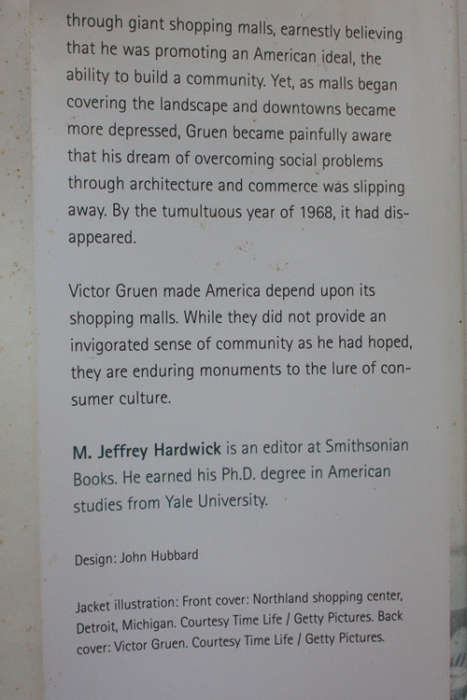 through giant shopping malls, earnestly believing
that he was promoting an American ideal, the
ability to build a community. Yet, as malls began
covering the landscape and downtowns became
more depressed, Gruen became painfully aware
that his dream of overcoming social problems
through architecture and commerce was slipping
away. By the tumultuous year of 1968, it had dis-
appeared.
Victor Gruen made America depend upon its
shopping malls. While they did not provide an
invigorated sense of community as he had hoped,
they are enduring monuments to the lure of con-
sumer culture.
M. Jeffrey Hardwick is an editor at Smithsonian
Books. He earned his Ph.D. degree in American
studies from Yale University.
Design: John Hubbard
Jacket illustration: Front cover: Northland shopping center,
Detroit, Michigan. Courtesy Time Life / Getty Pictures. Back
cover: Victor Gruen. Courtesy Time Life / Getty Pictures.